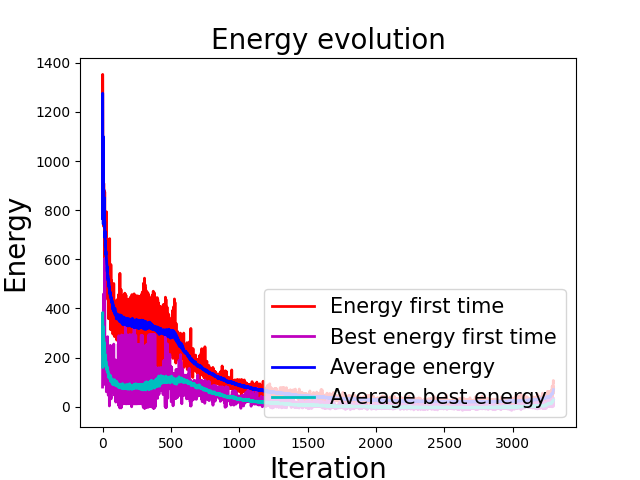 Energy evolution
1400
1200
1000
800
600
400
200
0
Energy
Energy first time
Best energy first time
Average energy
Average best energy
0 500 1000 1500 2000 2500 3000
Iteration